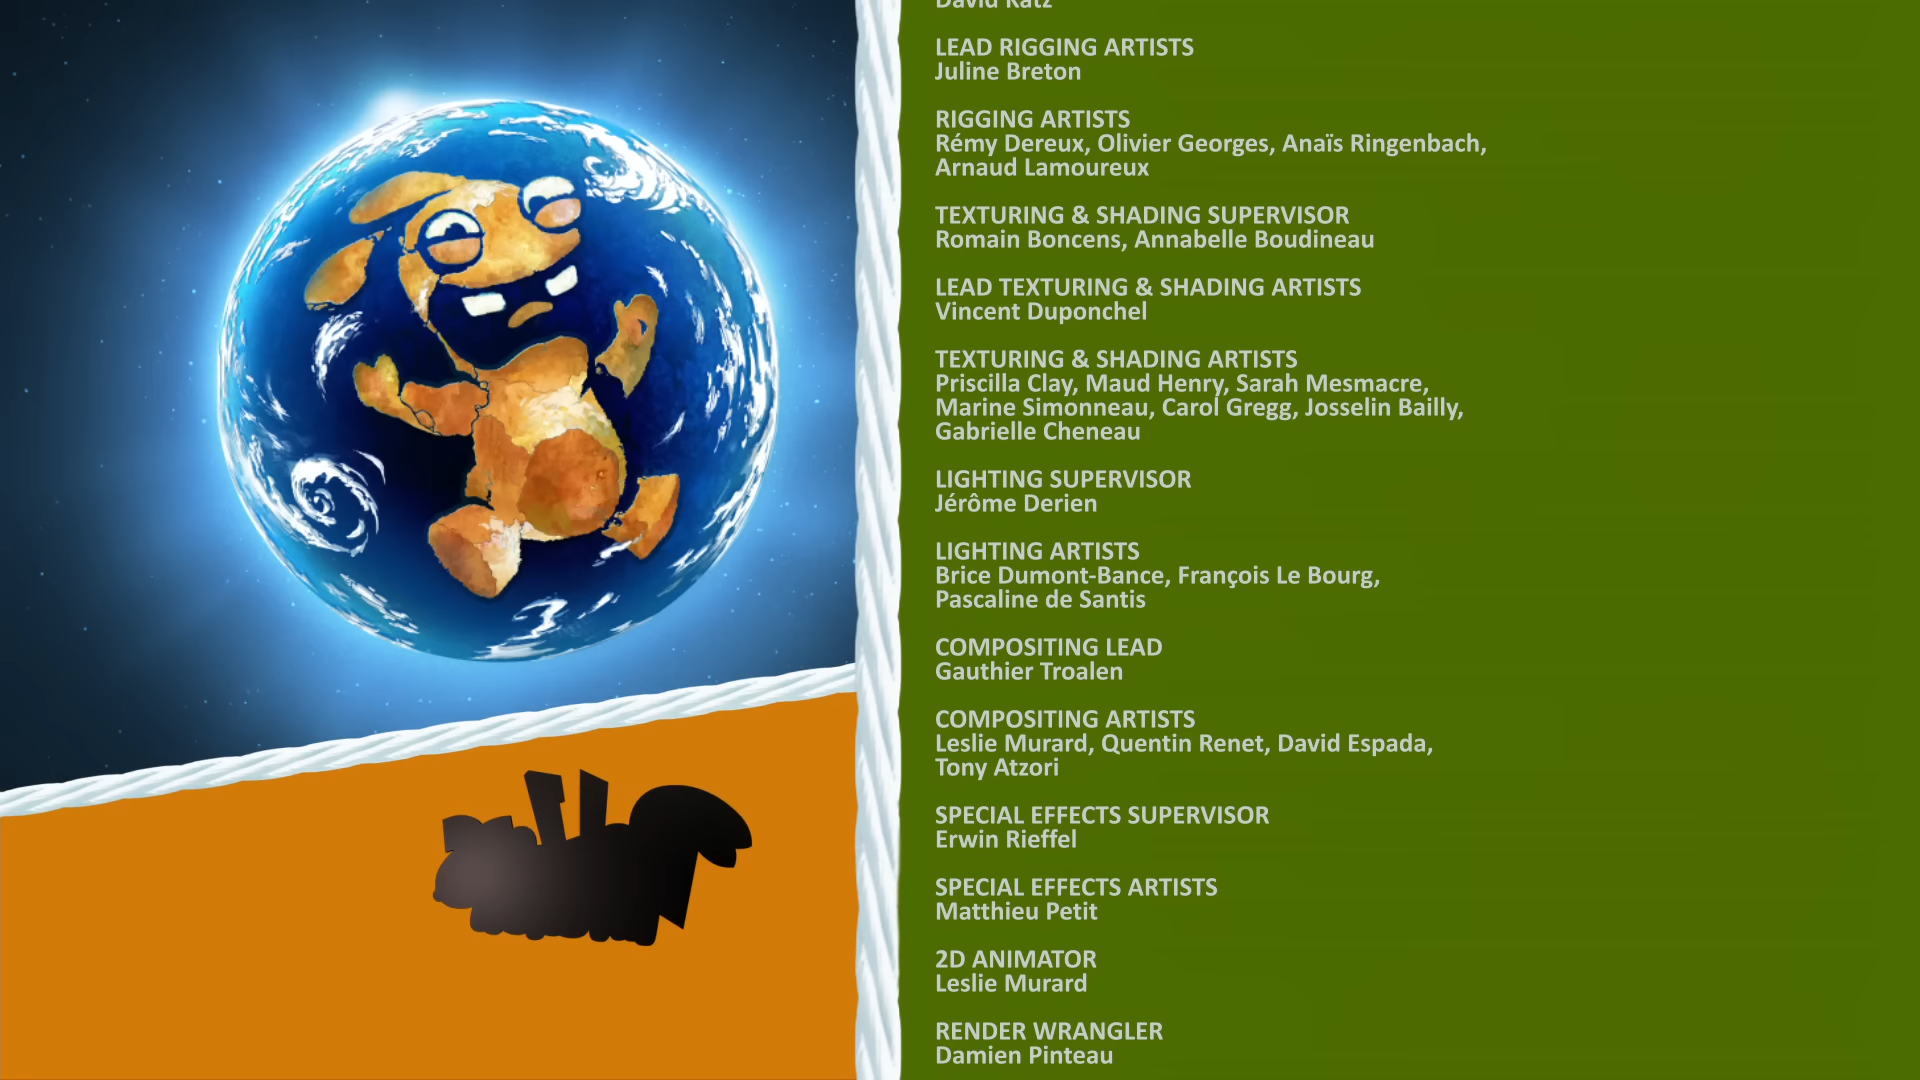 David Katz
LEAD RIGGING ARTISTS
Juline Breton
RIGGING ARTISTS
Rémy Dereux, Olivier Georges, Anaïs Ringenbach,
Arnaud Lamoureux
TEXTURING & SHADING SUPERVISOR
Romain Boncens, Annabelle Boudineau
LEAD TEXTURING & SHADING ARTISTS
Vincent Duponchel
TEXTURING & SHADING ARTISTS
Priscilla Clay, Maud Henry, Sarah Mesmacre,
Marine Simonneau, Carol Gregg, Josselin Bailly,
Gabrielle Cheneau
LIGHTING SUPERVISOR
Jérôme Derien
LIGHTING ARTISTS
Brice Dumont-Bance, François Le Bourg,
Pascaline de Santis
COMPOSITING LEAD
Gauthier Troalen
COMPOSITING ARTISTS
Leslie Murard, Quentin Renet, David Espada,
Tony Atzori
SPECIAL EFFECTS SUPERVISOR
Erwin Rieffel
SPECIAL EFFECTS ARTISTS
Matthieu Petit
2D ANIMATOR
Leslie Murard
RENDER WRANGLER
Damien Pinteau